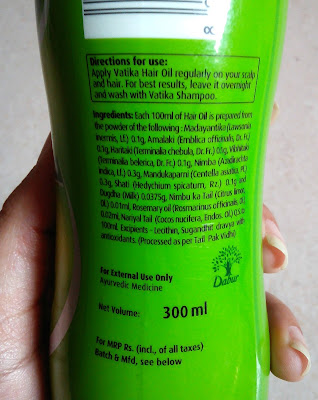 α
Directions for use:
Apply Vatika Hair Oil regularly on your scalp
and hair. For best results, leave it overnight
and wash with Vatika Shampoo.
Ingredients: Each 100ml of Hair Oil is prepared from
the powder of the following : Madayantika (Lawsania
inermis, Lf.) 0.1g, Amalaki (Emblica officinalis, Dr. Fr.)
0.3g, Haritaki (Terminalia chebula, Dr. Fr.) 0.1g, Vibhitaki
(Terminalia belerica, Dr. Fr.) 0.1g, Nimba (Azadirachta
indica, Lf.) 0.3g, Mandukaparni (Centella asiatica, Pl.)
0.3g, Shati (Hedychium spicatum, Rz.) 0.1g and
Dugdha (Milk) 0.0375g, Nimbu ka Tail (Citrus limon,
Ol.) 0.01ml, Rosemary oil (Rosmarinus officinalis, Ol.)
0.02ml, Nariyal Tail (Cocos nucifera, Endos. Ol.) Q.S to
100ml, Excipients - Lecithin, Sugandhit dravya with
antioxidants. (Processed as per Tail Pak Vidhi)
For External Use Only
Ayurvedic Medicine
Dabur
Net Volume: 300 ml
For MRP Rs. (incl., of all taxes)
Batch & Mfd, see below